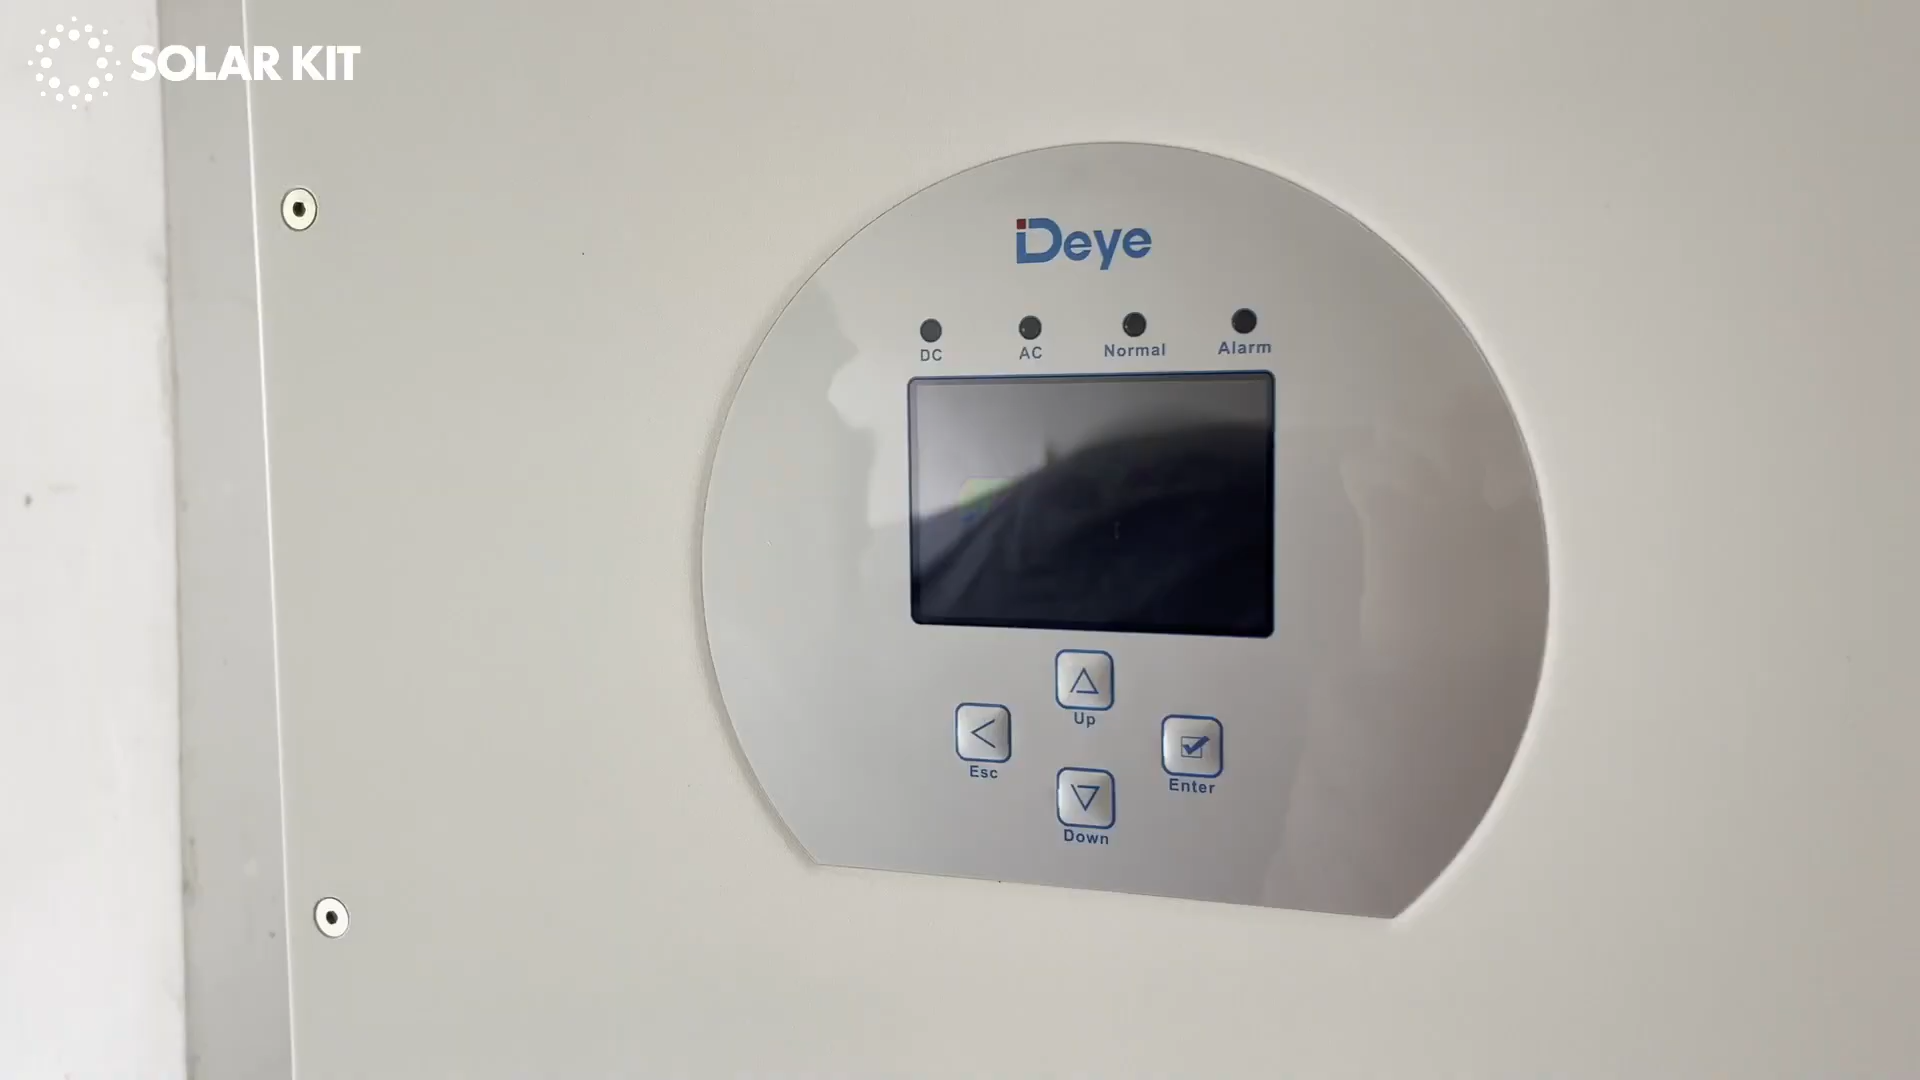 SOLAR KIT
Deye
DC AC Normal Alarm
Up
Esc
Enter
Down